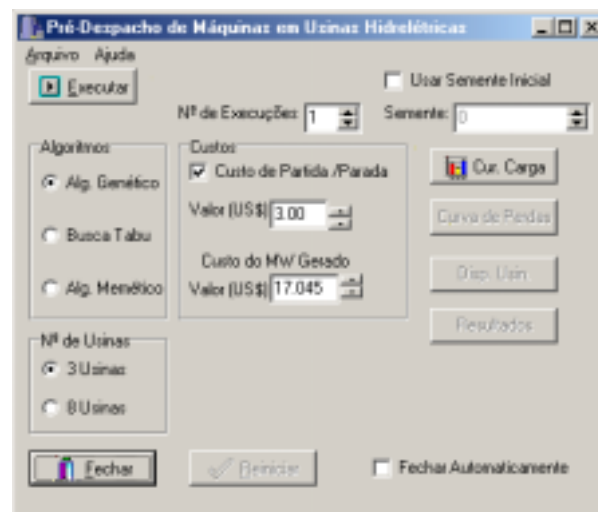 Pré-Despacho de Máquinas em Usinas Hidrelétricas
Arquivo Ajuda
Executar
Usar Semente Inicial
Nº de Execuções: 1
Semente: 0
Algoritmos
Alg. Genético
Busca Tabu
Alg. Memético
Custos
Custo de Partida /Parada
Valor (US$) 3.00
Custo do MW Gerado
Valor (US$) 17.045
Cur. Carga
Curva de Perdas
Disp. Usin.
Resultados
Nº de Usinas
3 Usinas
8 Usinas
Fechar
Reiniciar
Fechar Automaticamente